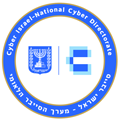 Cyber Israel-National Cyber Directorate
סייבר ישראל - מערך הסייבר הלאומי